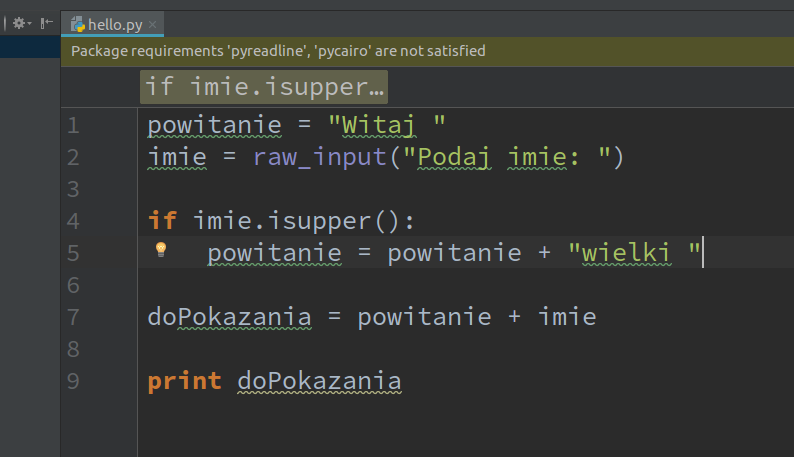 hello.py
Package requirements 'pyreadline', 'pycairo' are not satisfied
if imie.isupper…
1 powitanie = "Witaj "
2 imie = raw_input("Podaj imie: ")
3
4 if imie.isupper():
5     powitanie = powitanie + "wielki "
6
7 doPokazania = powitanie + imie
8
9 print doPokazania